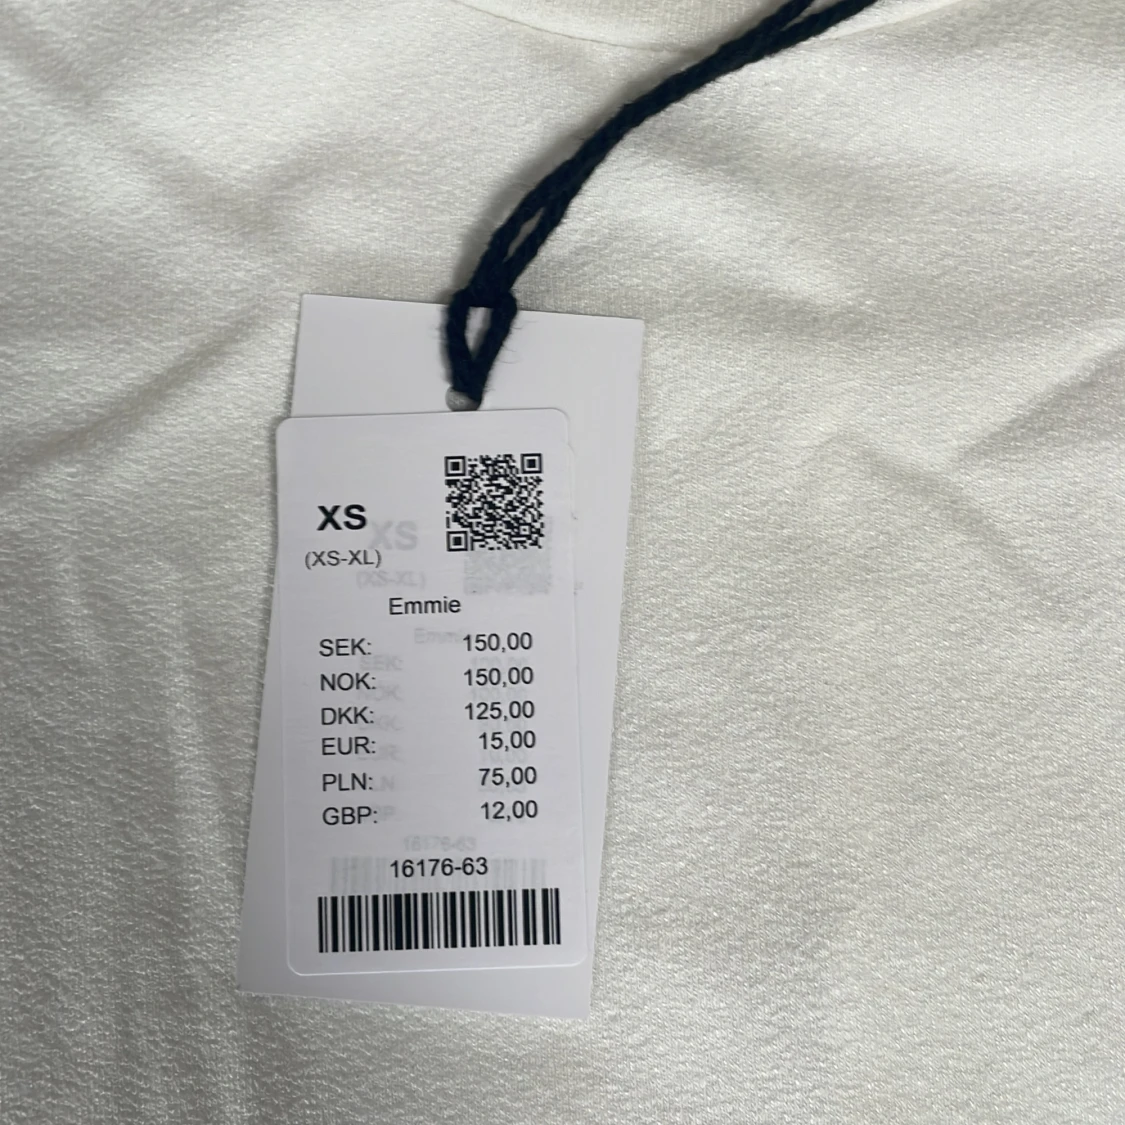 XS
(XS-XL)
Emmie
SEK: 150,00
NOK: 150,00
DKK: 125,00
EUR: 15,00
PLN: 75,00
GBP: 12,00
16176-63